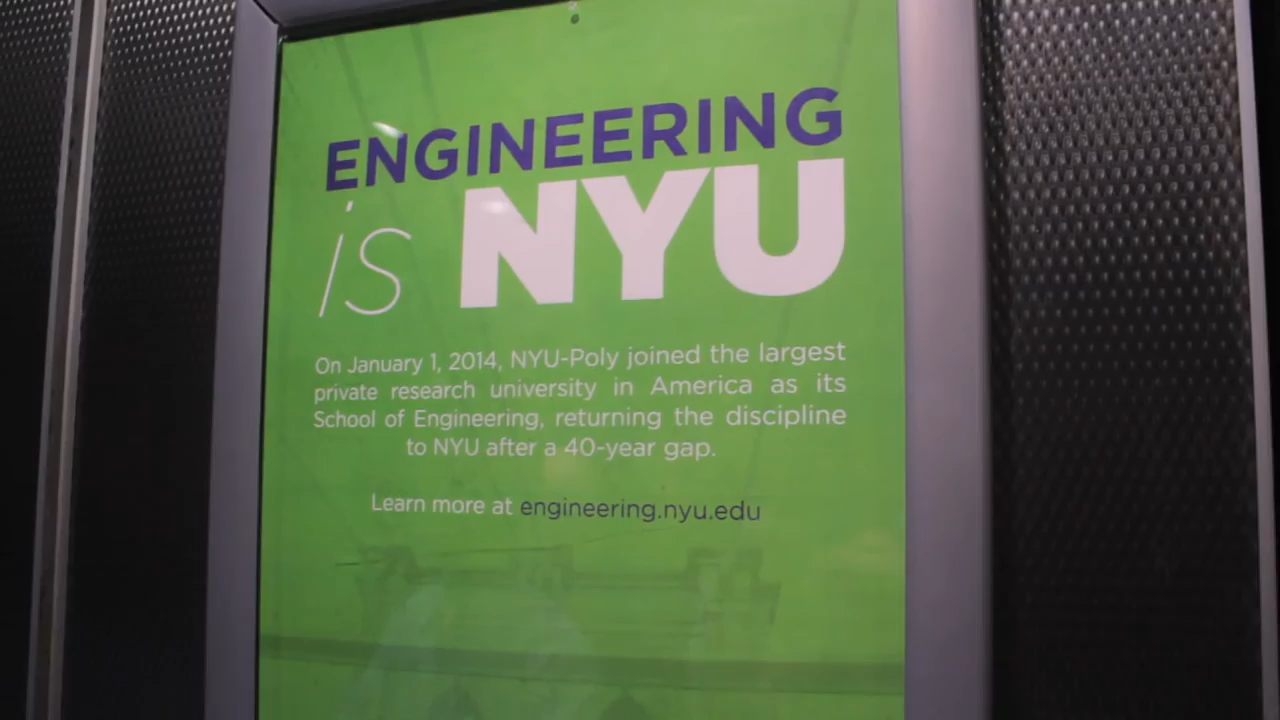 ENGINEERING
is NYU
On January 1, 2014, NYU-Poly joined the largest
private research university in America as its
School of Engineering, returning the discipline
to NYU after a 40-year gap.
Learn more at engineering.nyu.edu